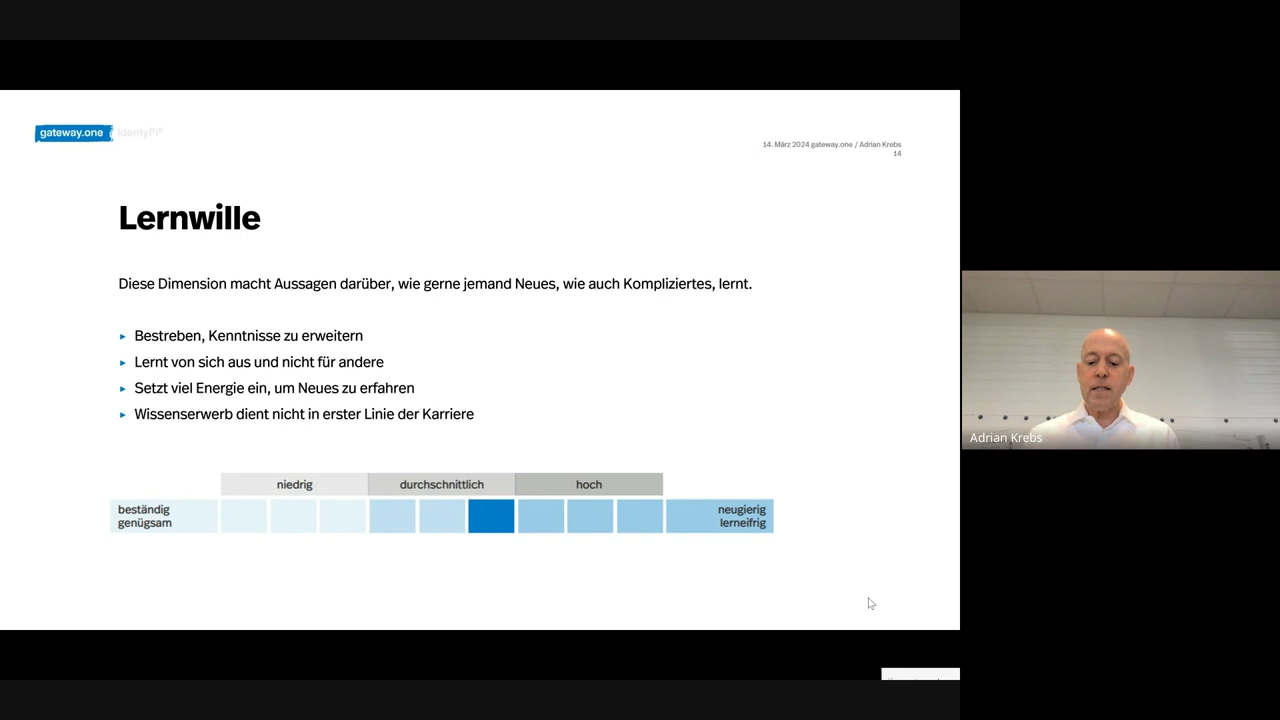 gateway.one IdentyFI®
14. März 2024 gateway.one / Adrian Krebs
14
Lernwille
Diese Dimension macht Aussagen darüber, wie gerne jemand Neues, wie auch Kompliziertes, lernt.
▸ Bestreben, Kenntnisse zu erweitern
▸ Lernt von sich aus und nicht für andere
▸ Setzt viel Energie ein, um Neues zu erfahren
▸ Wissenserwerb dient nicht in erster Linie der Karriere
niedrig durchschnittlich hoch
beständig neugierig
genügsam lerneifrig
Adrian Krebs